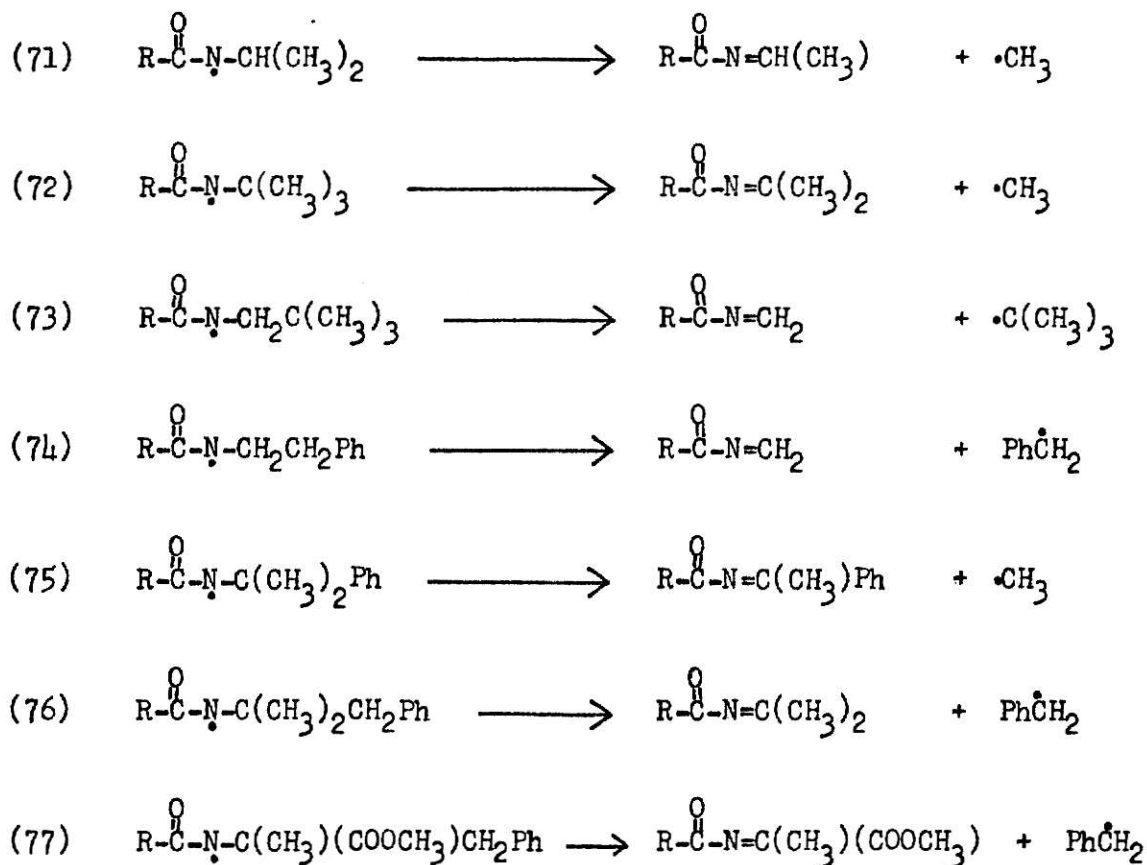 (71) R-C(=O)-Ṇ-CH(CH₃)₂ ⟶ R-C(=O)-N=CH(CH₃) + •CH₃
(72) R-C(=O)-Ṇ-C(CH₃)₃ ⟶ R-C(=O)-N=C(CH₃)₂ + •CH₃
(73) R-C(=O)-Ṇ-CH₂C(CH₃)₃ ⟶ R-C(=O)-N=CH₂ + •C(CH₃)₃
(74) R-C(=O)-Ṇ-CH₂CH₂Ph ⟶ R-C(=O)-N=CH₂ + PhĊH₂
(75) R-C(=O)-Ṇ-C(CH₃)₂Ph ⟶ R-C(=O)-N=C(CH₃)Ph + •CH₃
(76) R-C(=O)-Ṇ-C(CH₃)₂CH₂Ph ⟶ R-C(=O)-N=C(CH₃)₂ + PhĊH₂
(77) R-C(=O)-Ṇ-C(CH₃)(COOCH₃)CH₂Ph ⟶ R-C(=O)-N=C(CH₃)(COOCH₃) + PhĊH₂